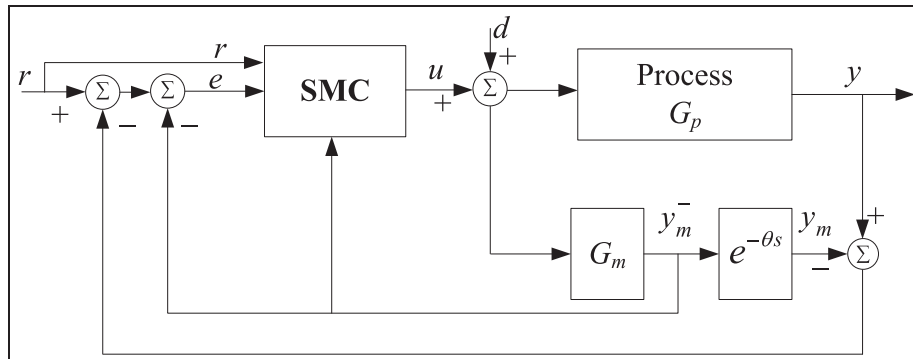 d
+
r
r
e
Σ
Σ
+
−
−
SMC
u
+
Σ
Process
G_p
y
G_m
y_m^−
e^{−θs}
y_m
+
−
Σ